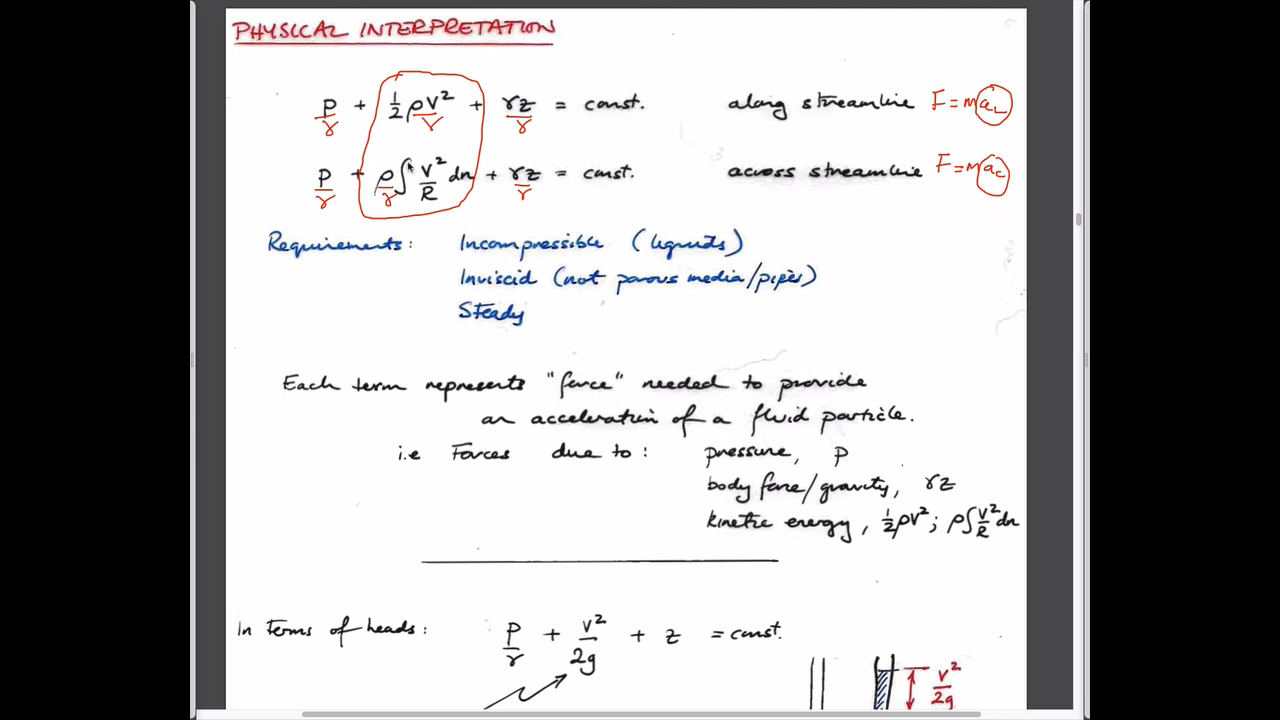 PHYSICAL INTERPRETATION
P/γ + ½ρV²/γ + γz/γ = const. along streamline F=ma_L
P/γ + ρ/γ ∫ V²/R dn + γz/γ = const. across streamline F=ma_c
Requirements: Incompressible (liquids)
Inviscid (not porous media/pipes)
Steady
Each term represents "force" needed to provide
an acceleration of a fluid particle.
i.e Forces due to: pressure, P
body force/gravity, γz
kinetic energy, ½ρV²; ρ∫V²/R dn
In terms of heads: P/γ + V²/2g + z = const.
V²/2g